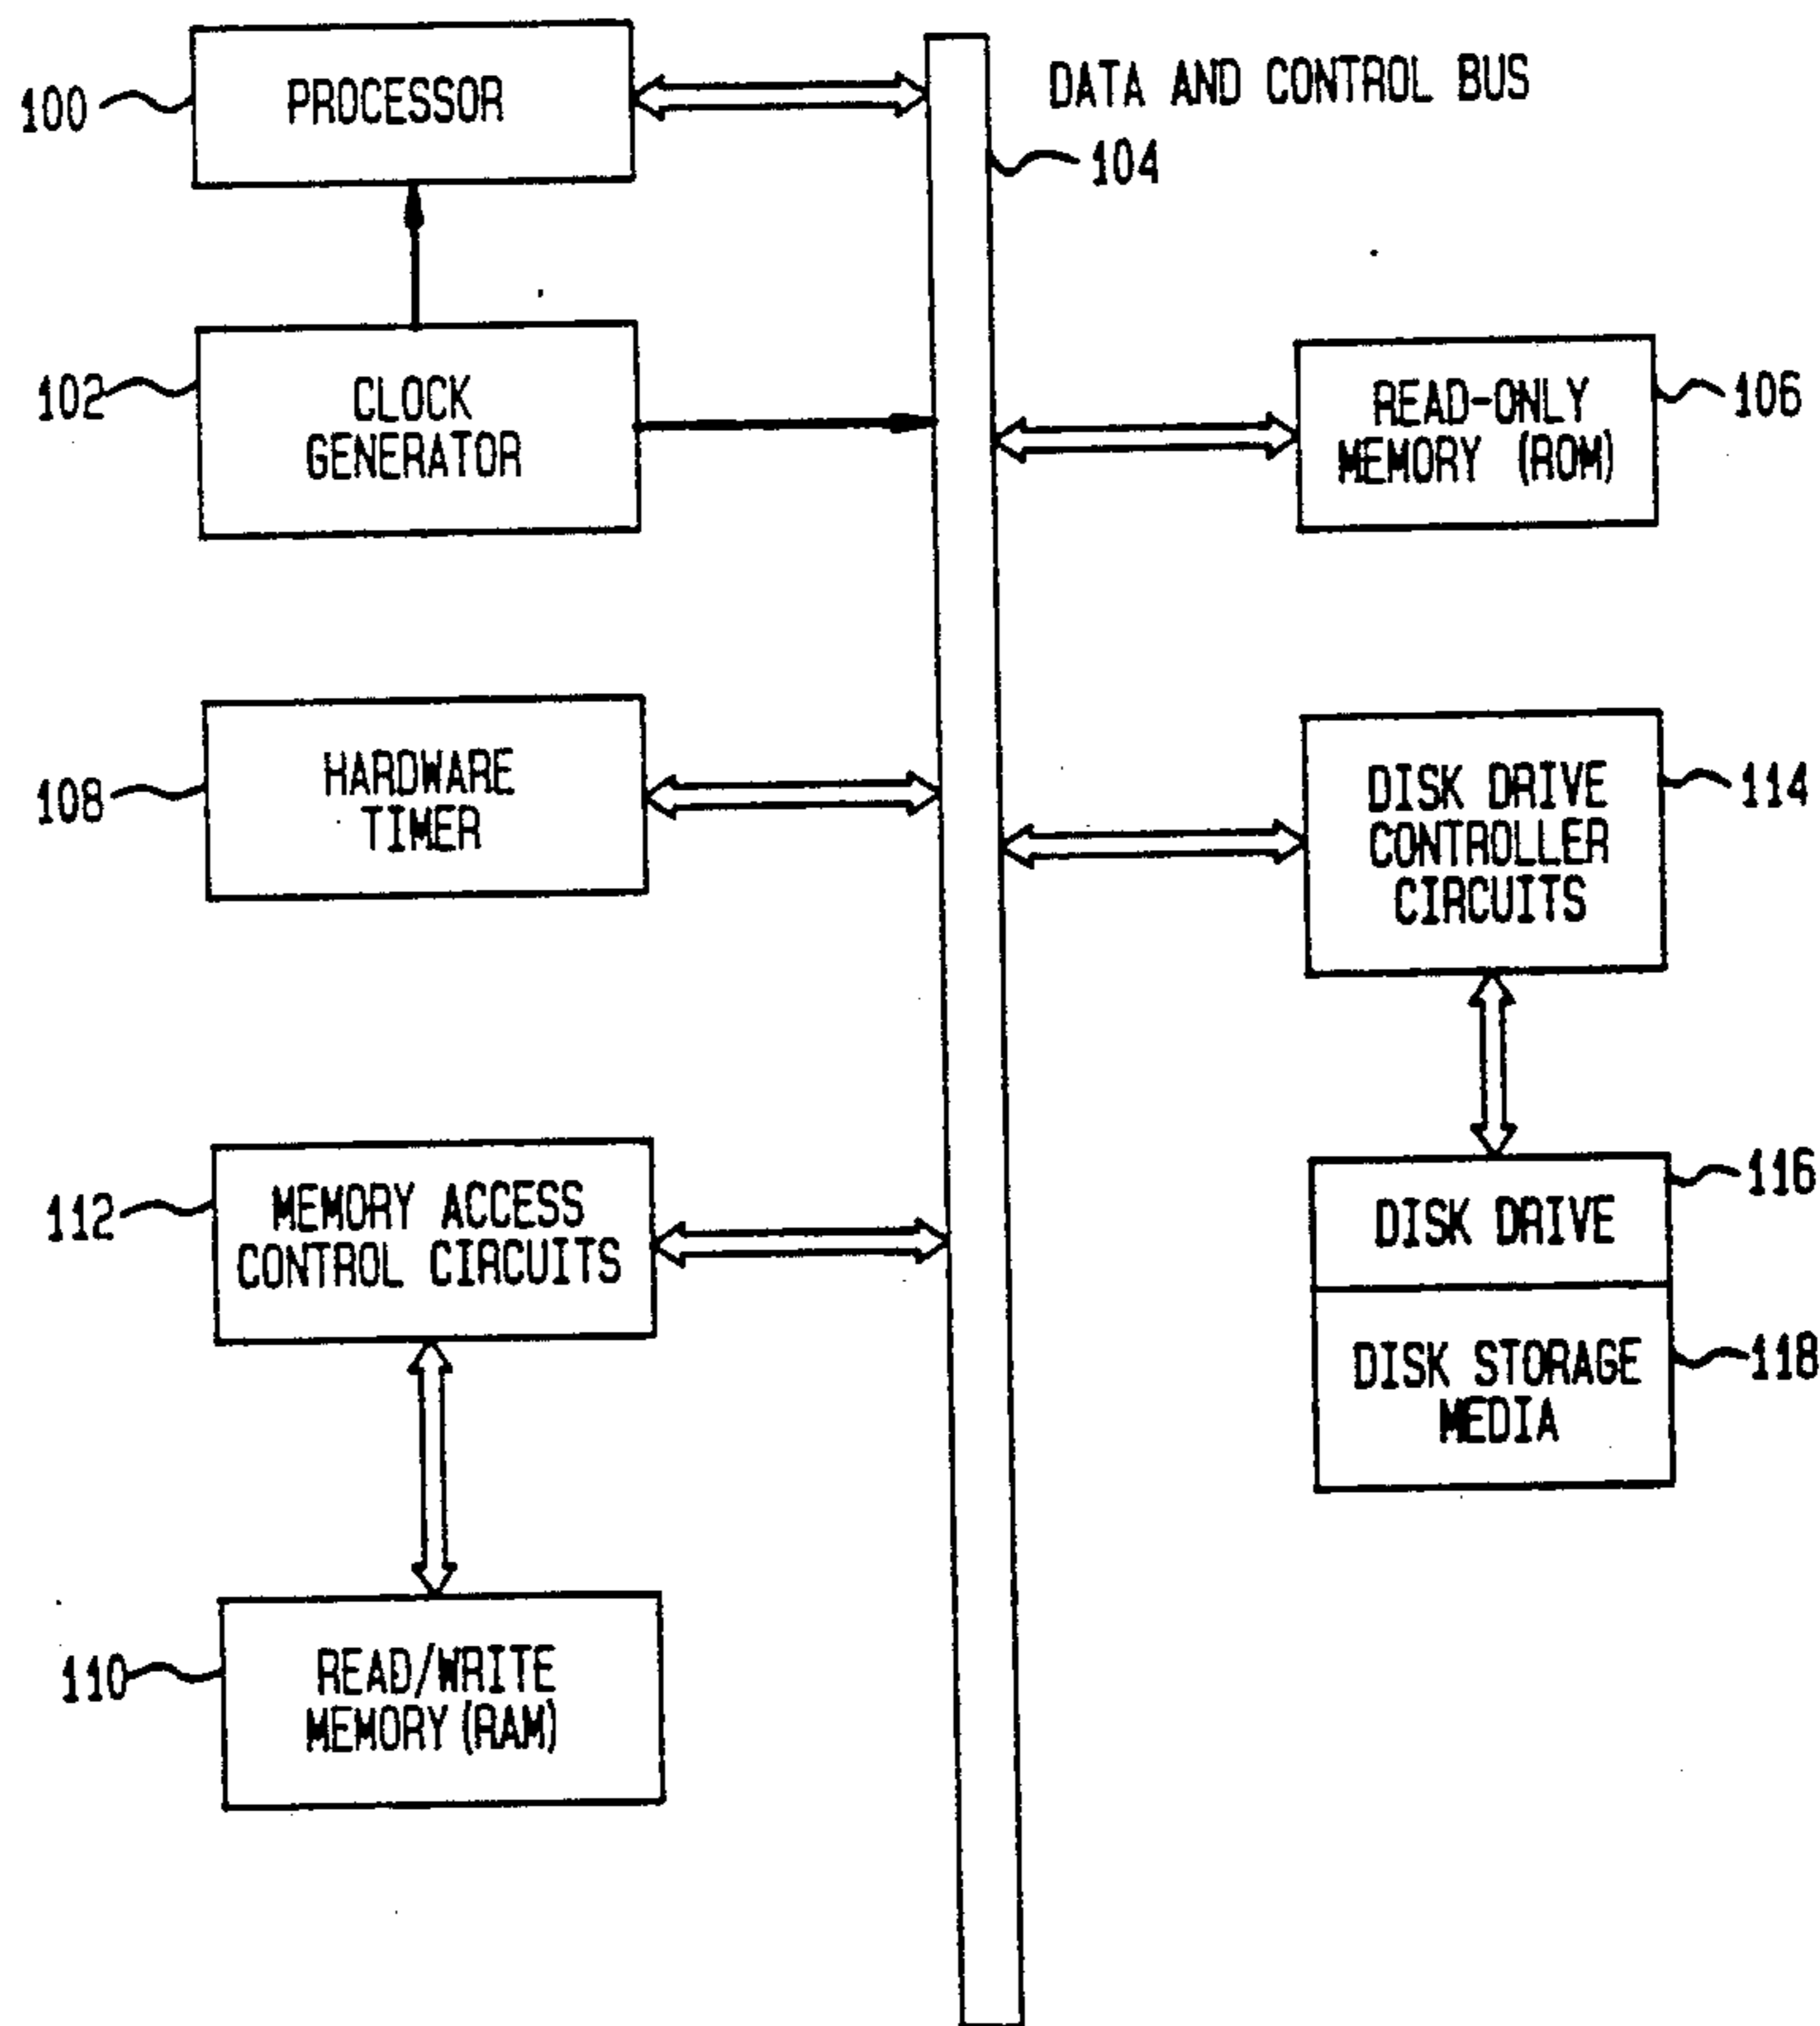 PROCESSOR
100
DATA AND CONTROL BUS
104
CLOCK
GENERATOR
102
READ-ONLY
MEMORY (ROM)
106
HARDWARE
TIMER
108
DISK DRIVE
CONTROLLER
CIRCUITS
114
MEMORY ACCESS
CONTROL CIRCUITS
112
DISK DRIVE
116
DISK STORAGE
MEDIA
118
READ/WRITE
MEMORY (RAM)
110